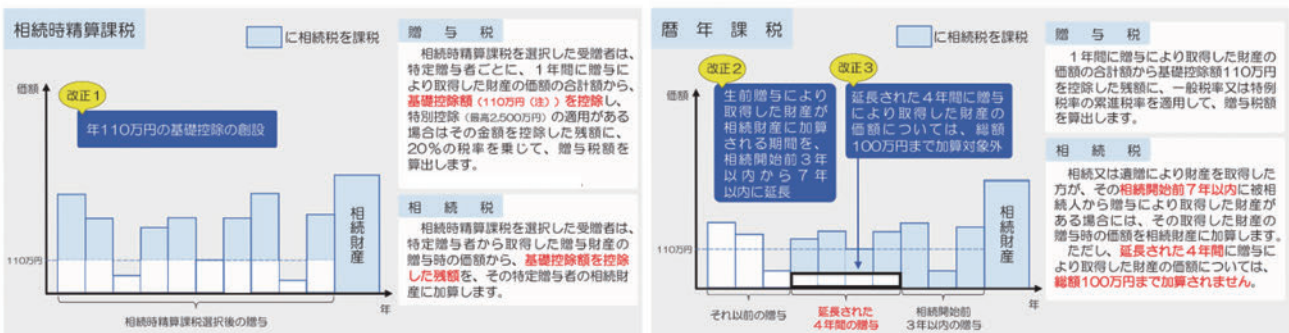 相続時精算課税
に相続税を課税
価額
改正1
年110万円の基礎控除の創設
110万円
相続財産
年
相続時精算課税選択後の贈与
贈与税
相続時精算課税を選択した受贈者は、
特定贈与者ごとに、1年間に贈与に
より取得した財産の価額の合計額から、
基礎控除額(110万円(注))を控除し、
特別控除(最高2,500万円)の適用がある
場合はその金額を控除した残額に、
20%の税率を乗じて、贈与税額を
算出します。
相続税
相続時精算課税を選択した受贈者は、
特定贈与者から取得した贈与財産の
贈与時の価額から、基礎控除額を控除
した残額を、その特定贈与者の相続財
産に加算します。
暦年課税
に相続税を課税
価額
改正2
生前贈与により
取得した財産が
相続財産に加算
される期間を、
相続開始前3年
以内から7年
以内に延長
改正3
延長された4年間に贈与
により取得した財産の
価額については、総額
100万円まで加算対象外
110万円
相続財産
年
それ以前の贈与
延長された
4年間の贈与
相続開始前
3年以内の贈与
贈与税
1年間に贈与により取得した財産の
価額の合計額から基礎控除額110万円
を控除した残額に、一般税率又は特例
税率の累進税率を適用して、贈与税額
を算出します。
相続税
相続又は遺贈により財産を取得した
方が、その相続開始前7年以内に被相
続人から贈与により取得した財産が
ある場合には、その取得した財産の
贈与時の価額を相続財産に加算します。
ただし、延長された4年間に贈与に
より取得した財産の価額については、
総額100万円まで加算されません。